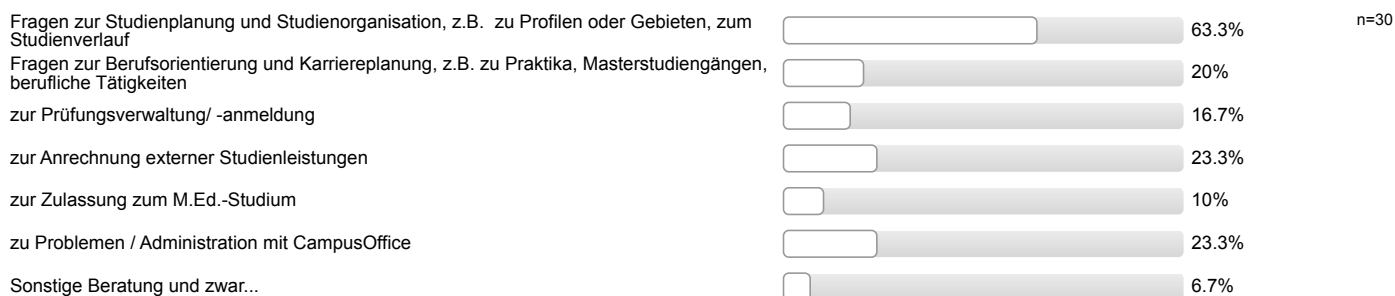 Fragen zur Studienplanung und Studienorganisation, z.B. zu Profilen oder Gebieten, zum
Studienverlauf
63.3%
n=30
Fragen zur Berufsorientierung und Karriereplanung, z.B. zu Praktika, Masterstudiengängen,
berufliche Tätigkeiten
20%
zur Prüfungsverwaltung/ -anmeldung
16.7%
zur Anrechnung externer Studienleistungen
23.3%
zur Zulassung zum M.Ed.-Studium
10%
zu Problemen / Administration mit CampusOffice
23.3%
Sonstige Beratung und zwar...
6.7%